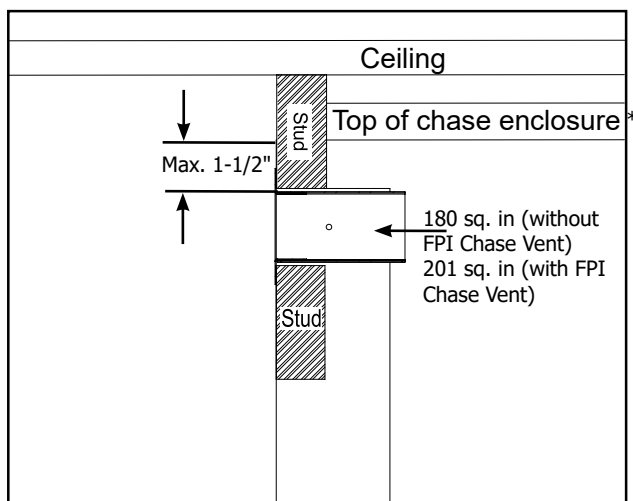 Ceiling
Stud
Top of chase enclosure *
Max. 1-1/2"
180 sq. in (without
FPI Chase Vent)
201 sq. in (with FPI
Chase Vent)
Stud